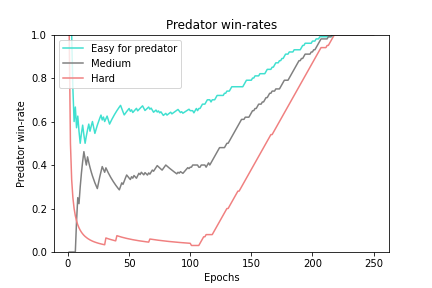 Predator win-rates
Predator win-rate
1.0
0.8
0.6
0.4
0.2
0.0
Easy for predator
Medium
Hard
0
50
100
150
200
250
Epochs